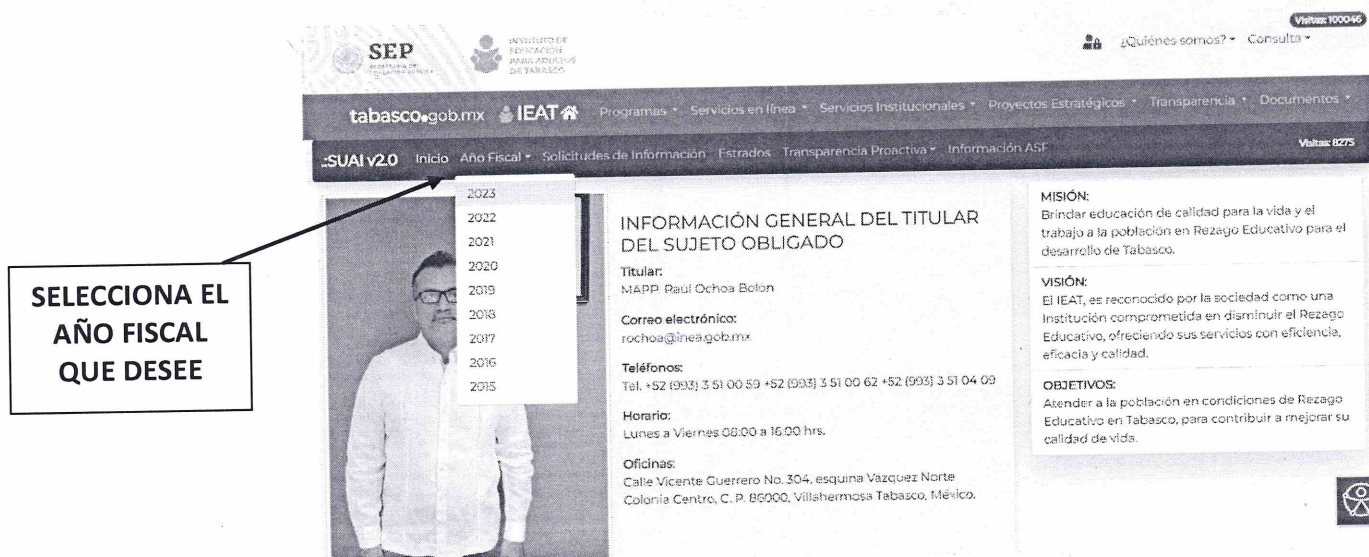 Visitas: 100046
SEP
INSTITUTO DE
EDUCACIÓN
PARA ADULTOS
DE TABASCO
¿Quiénes somos? Consulta
tabasco.gob.mx IEAT Programas Servicios en línea Servicios Institucionales Proyectos Estratégicos Transparencia Documentos
.:SUAI v2.0 Inicio Año Fiscal Solicitudes de Información Estrados Transparencia Proactiva Información ASF Visitas: 8275
2023
2022
2021
2020
2019
2018
2017
2016
2015
SELECCIONA EL
AÑO FISCAL
QUE DESEE
INFORMACIÓN GENERAL DEL TITULAR
DEL SUJETO OBLIGADO
Titular:
MAPP. Raúl Ochoa Bolón
Correo electrónico:
rochoa@inea.gob.mx
Teléfonos:
Tel. +52 (993) 3 51 00 59 +52 (993) 3 51 00 62 +52 (993) 3 51 04 09
Horario:
Lunes a Viernes 08:00 a 16:00 hrs.
Oficinas:
Calle Vicente Guerrero No. 304, esquina Vázquez Norte
Colonia Centro, C. P. 86000, Villahermosa Tabasco, México.
MISIÓN:
Brindar educación de calidad para la vida y el
trabajo a la población en Rezago Educativo para el
desarrollo de Tabasco.
VISIÓN:
El IEAT, es reconocido por la sociedad como una
Institución comprometida en disminuir el Rezago
Educativo, ofreciendo sus servicios con eficiencia,
eficacia y calidad.
OBJETIVOS:
Atender a la población en condiciones de Rezago
Educativo en Tabasco, para contribuir a mejorar su
calidad de vida.